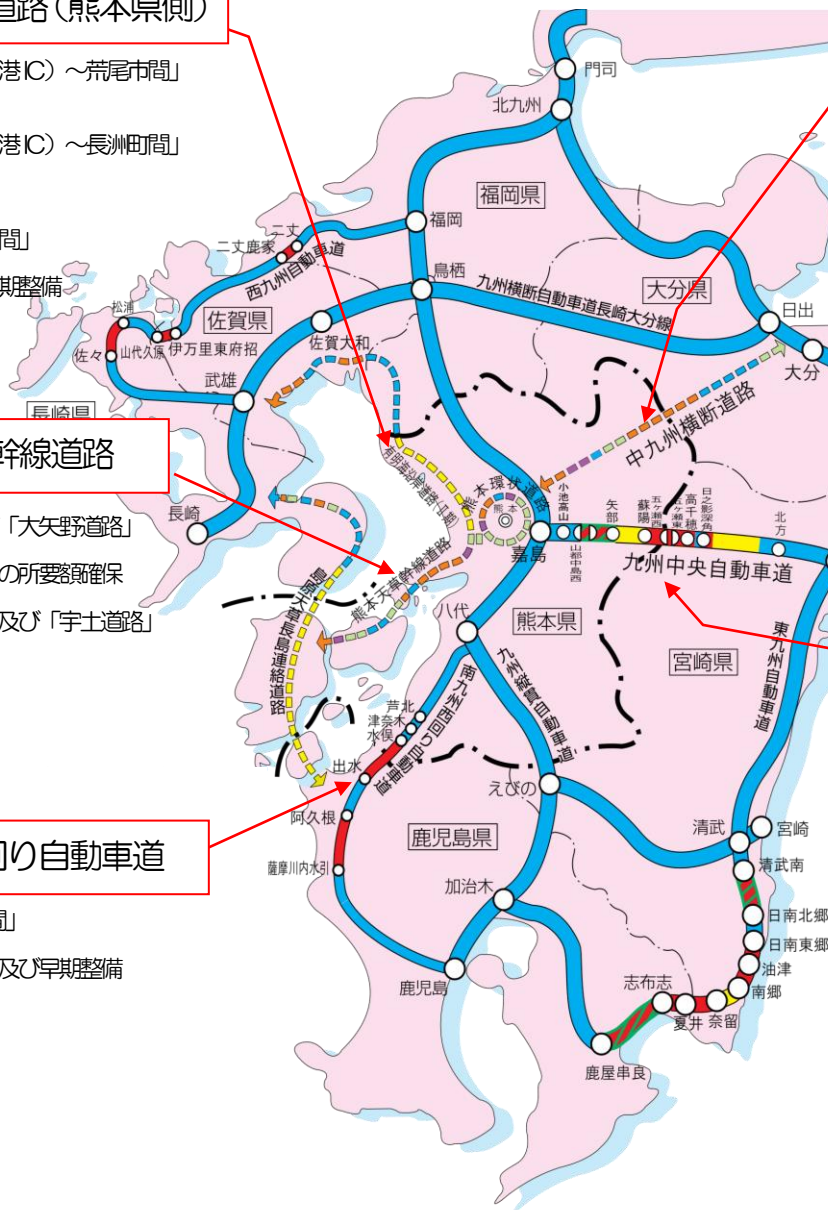 道路(熊本県側)
港IC)～荒尾市間」
港IC)～長洲町間」
間」
期整備
幹線道路
「大矢野道路」
の所要額確保
及び「宇土道路」
回り自動車道
間」
及び早期整備
門司
北九州
福岡県
福岡
二丈
二丈鹿家
西九州自動車道
鳥栖
九州横断自動車道長崎大分線
大分県
日出
大分
松浦
佐々
山代久原
伊万里東府招
佐賀県
佐賀大和
武雄
長崎県
長崎
中九州横断道路
熊本環状道路
熊本
小池高山
嘉島
山都中島西
矢部
蘇陽
五ヶ瀬西
五ヶ瀬東
高千穂
日之影深角
北方
九州中央自動車道
熊本天草幹線道路
島原天草長島連絡道路
八代
熊本県
宮崎県
東九州自動車道
九州縦貫自動車道
南九州西回り自動車道
芦北
津奈木
水俣
出水
阿久根
薩摩川内水引
えびの
鹿児島県
加治木
鹿児島
清武
宮崎
清武南
日南北郷
日南東郷
油津
南郷
奈留
夏井
志布志
鹿屋串良